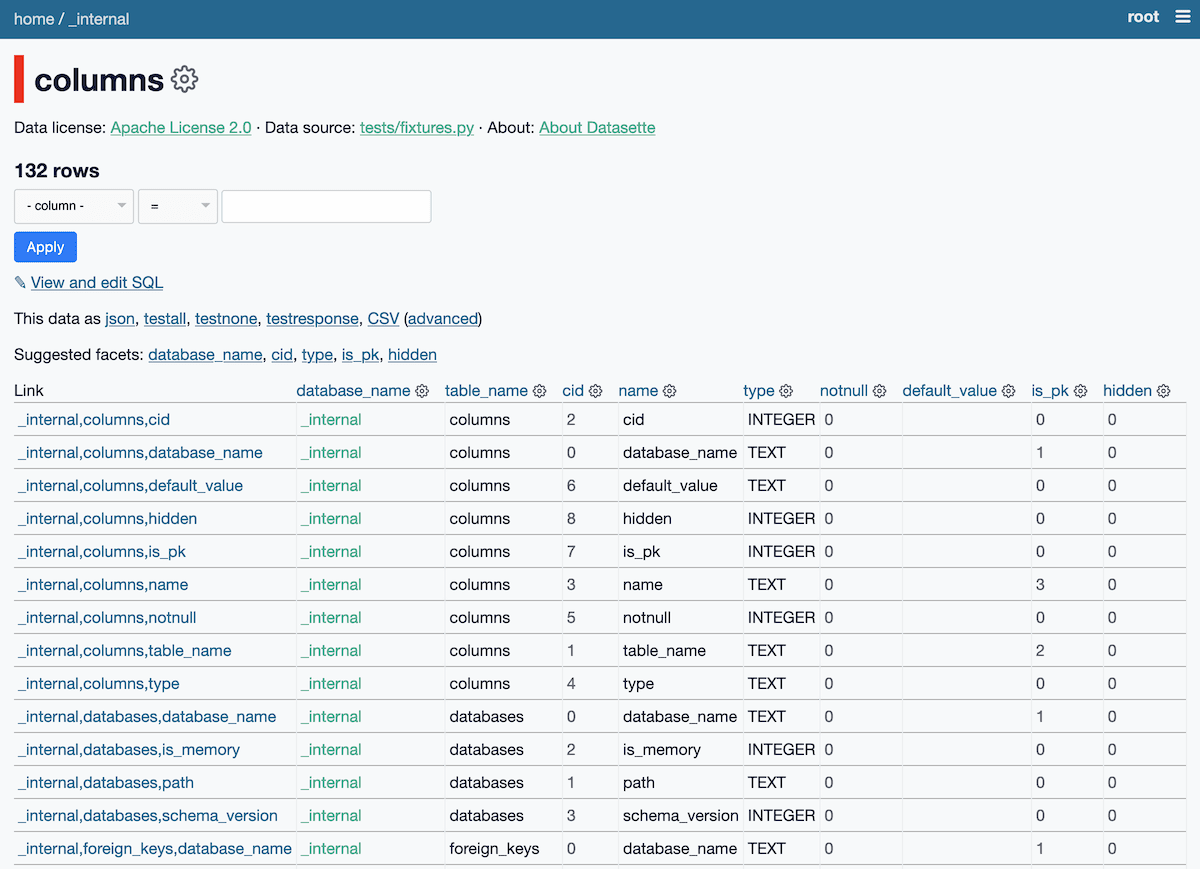 home / _internal
root
columns
Data license: Apache License 2.0 · Data source: tests/fixtures.py · About: About Datasette
132 rows
- column - =
Apply
✎ View and edit SQL
This data as json, testall, testnone, testresponse, CSV (advanced)
Suggested facets: database_name, cid, type, is_pk, hidden
Link database_name table_name cid name type notnull default_value is_pk hidden
_internal,columns,cid _internal columns 2 cid INTEGER 0 0 0
_internal,columns,database_name _internal columns 0 database_name TEXT 0 1 0
_internal,columns,default_value _internal columns 6 default_value TEXT 0 0 0
_internal,columns,hidden _internal columns 8 hidden INTEGER 0 0 0
_internal,columns,is_pk _internal columns 7 is_pk INTEGER 0 0 0
_internal,columns,name _internal columns 3 name TEXT 0 3 0
_internal,columns,notnull _internal columns 5 notnull INTEGER 0 0 0
_internal,columns,table_name _internal columns 1 table_name TEXT 0 2 0
_internal,columns,type _internal columns 4 type TEXT 0 0 0
_internal,databases,database_name _internal databases 0 database_name TEXT 0 1 0
_internal,databases,is_memory _internal databases 2 is_memory INTEGER 0 0 0
_internal,databases,path _internal databases 1 path TEXT 0 0 0
_internal,databases,schema_version _internal databases 3 schema_version INTEGER 0 0 0
_internal,foreign_keys,database_name _internal foreign_keys 0 database_name TEXT 0 1 0